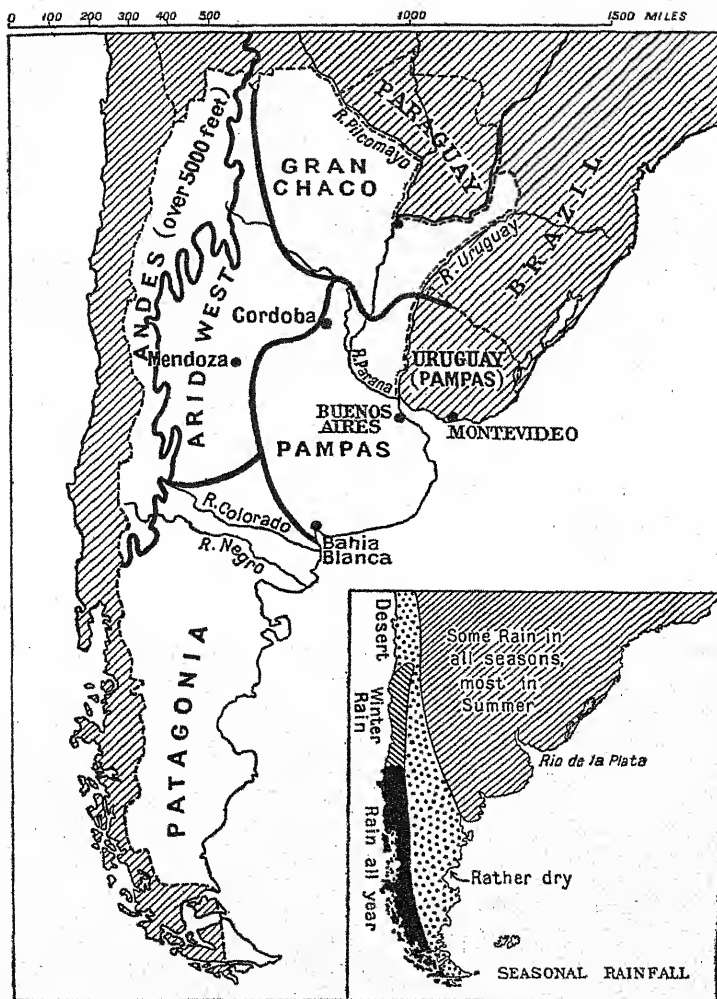 0 100 200 300 500 1000 1500 MILES
PARAGUAY
R. Pilcomayo
GRAN
CHACO
ANDES (over 5000 feet)
BRAZIL
R. Uruguay
ARID WEST
Cordoba
Mendoza
R. Parana
URUGUAY
(PAMPAS)
BUENOS
AIRES
MONTEVIDEO
PAMPAS
R. Colorado
R. Negro
Bahia
Blanca
PATAGONIA
Desert
Some Rain in
all seasons,
most in
Summer
Winter
Rain
Rio de la Plata
Rain all
year
Rather dry
SEASONAL RAINFALL